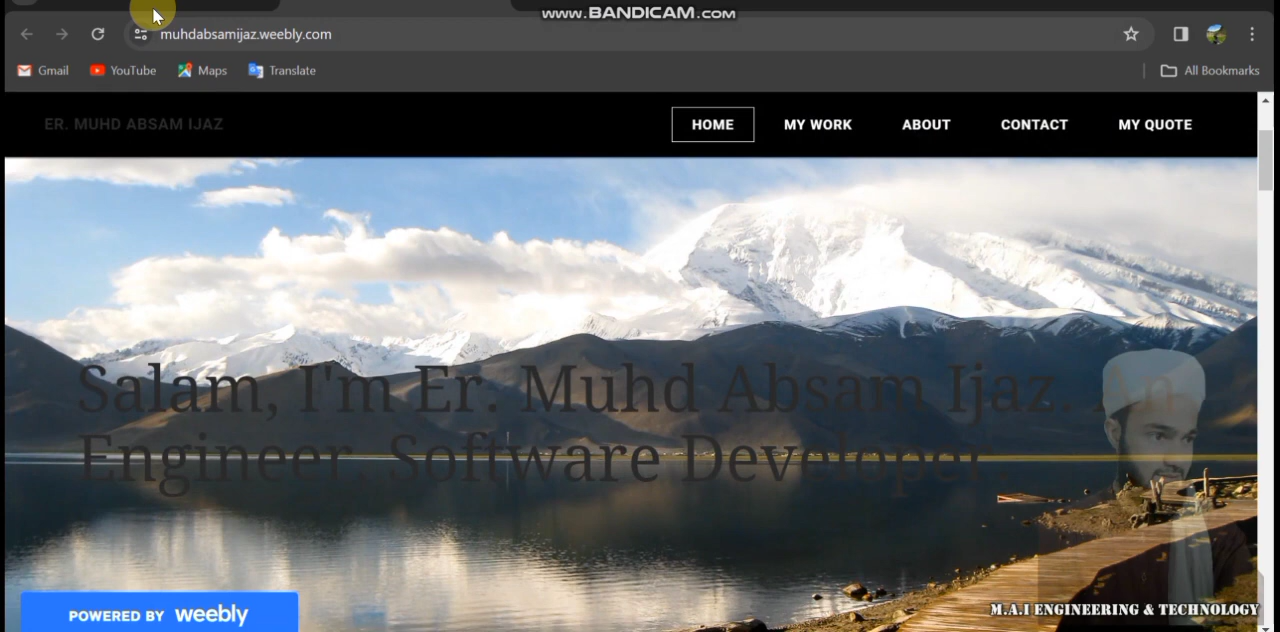 www.BANDICAM.com
muhdabsamijaz.weebly.com
Gmail YouTube Maps Translate All Bookmarks
ER. MUHD ABSAM IJAZ HOME MY WORK ABOUT CONTACT MY QUOTE
Salam, I'm Er. Muhd Absam Ijaz. An
Engineer. Software Developer.
POWERED BY weebly
M.A.I ENGINEERING & TECHNOLOGY